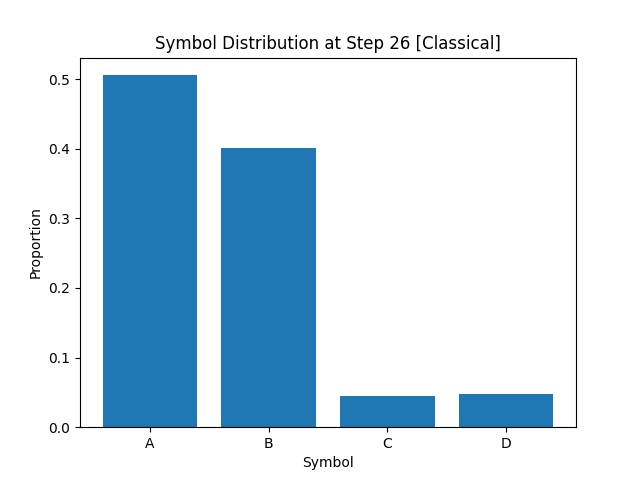 Symbol Distribution at Step 26 [Classical]
0.5
0.4
0.3
0.2
0.1
0.0
Proportion
A B C D
Symbol